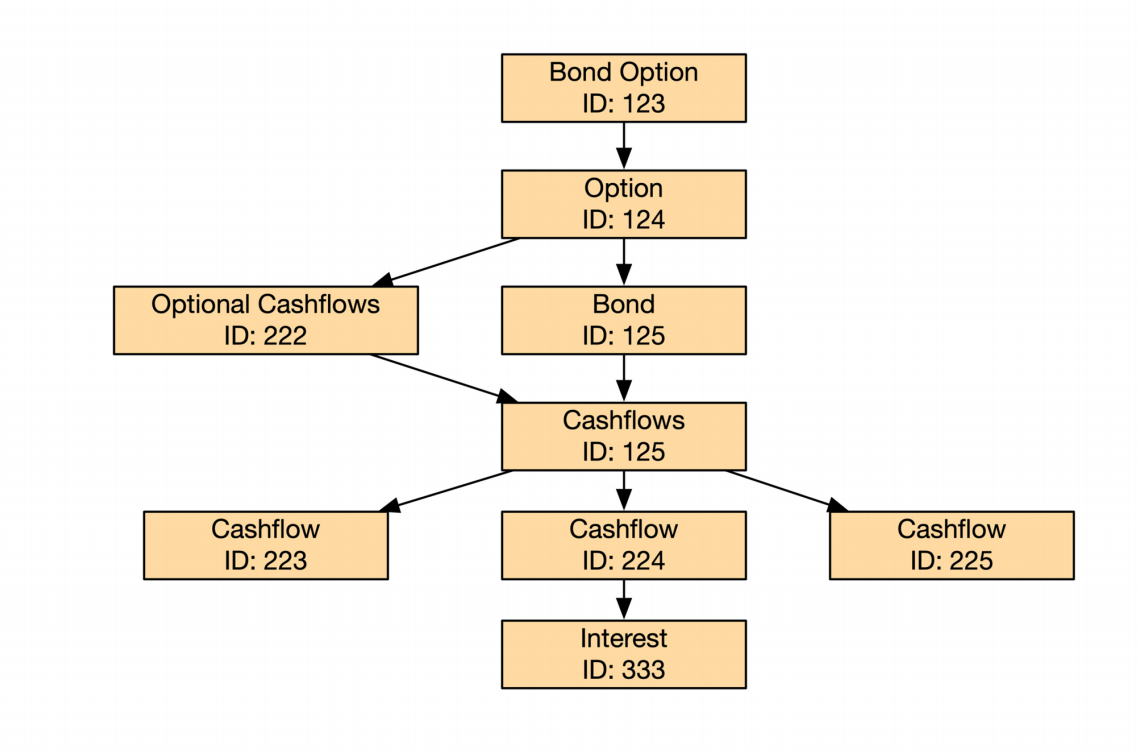 Bond Option
ID: 123
Option
ID: 124
Optional Cashflows
ID: 222
Bond
ID: 125
Cashflows
ID: 125
Cashflow
ID: 223
Cashflow
ID: 224
Cashflow
ID: 225
Interest
ID: 333